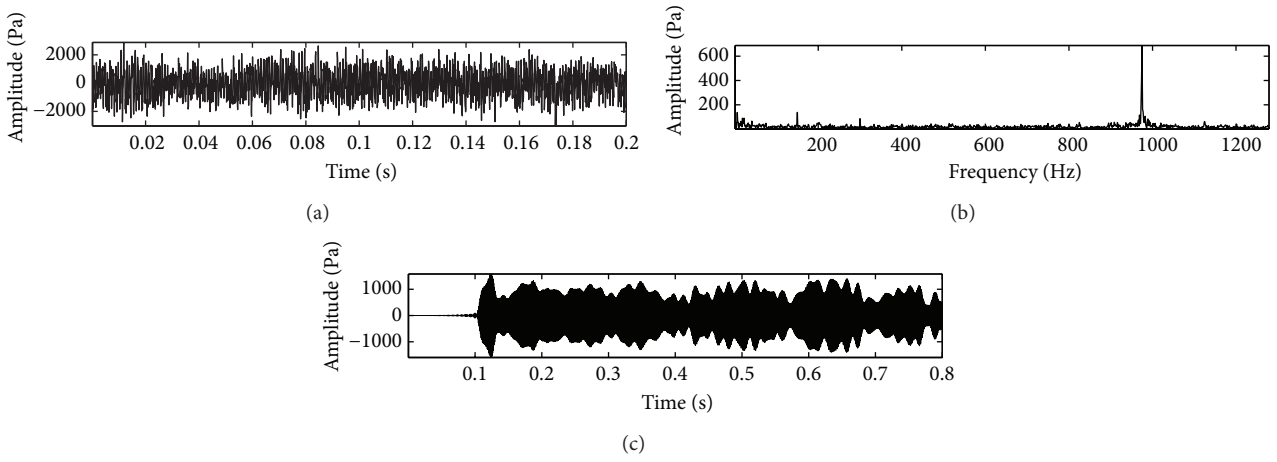 Amplitude (Pa)
2000
0
−2000
0.02 0.04 0.06 0.08 0.1 0.12 0.14 0.16 0.18 0.2
Time (s)
(a)
Amplitude (Pa)
600
400
200
200 400 600 800 1000 1200
Frequency (Hz)
(b)
Amplitude (Pa)
1000
0
−1000
0.1 0.2 0.3 0.4 0.5 0.6 0.7 0.8
Time (s)
(c)